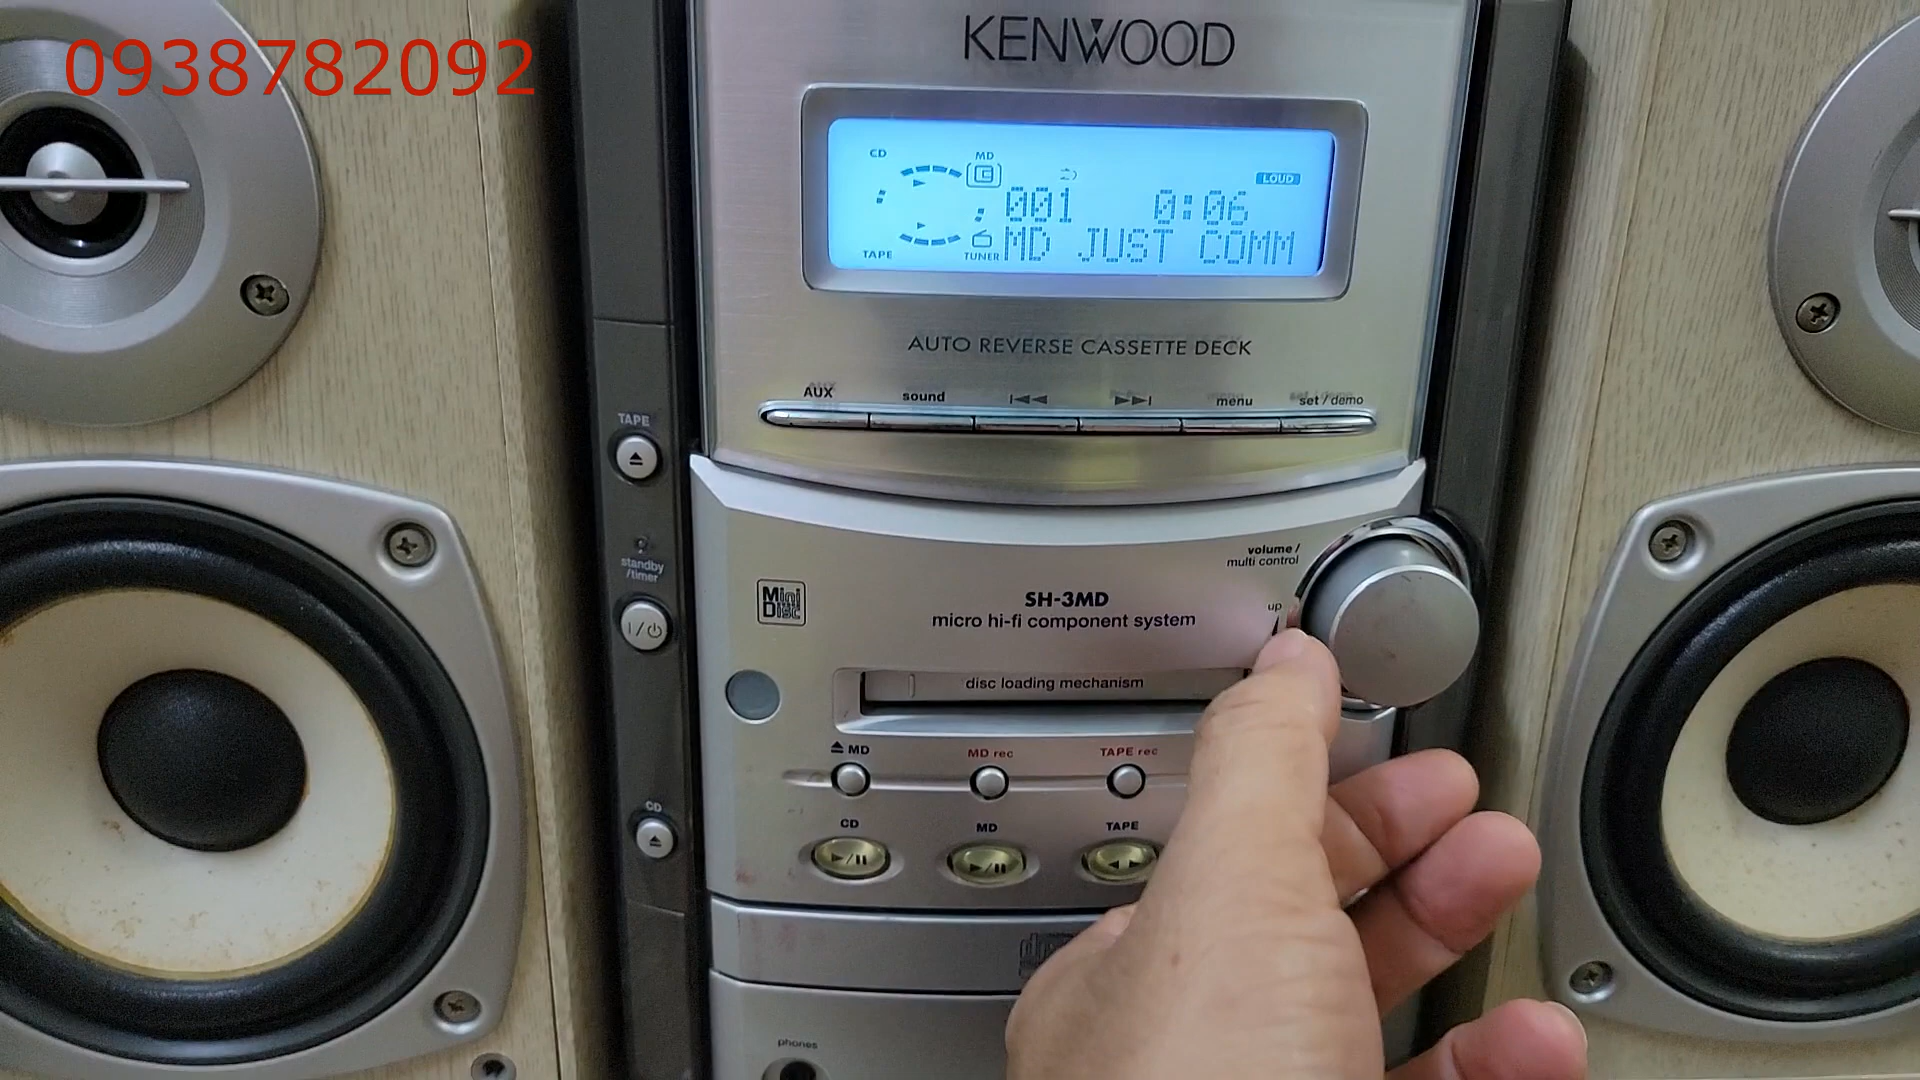 0938782092
KENWOOD
CD
MD
LOUD
001 0:06
MD JUST COMM
TAPE
TUNER
AUTO REVERSE CASSETTE DECK
AUX
sound
menu
set / demo
TAPE
standby
/timer
volume /
multi control
up
Mini
Disc
SH-3MD
micro hi-fi component system
disc loading mechanism
MD
MD rec
TAPE rec
CD
CD
MD
TAPE
phones